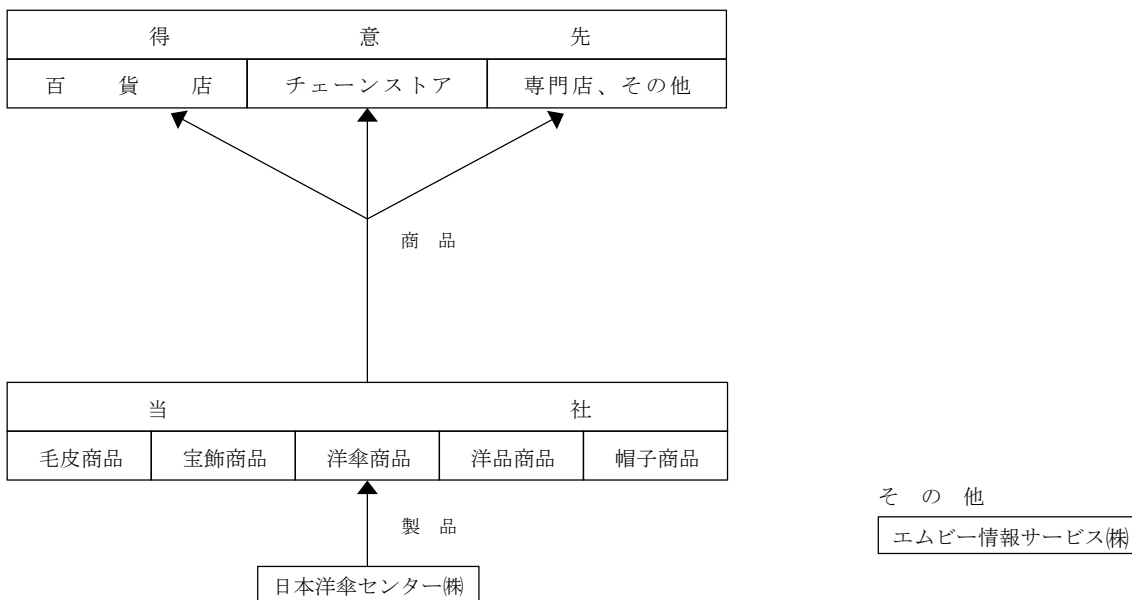 得意先
百貨店 チェーンストア 専門店、その他
商品
当社
毛皮商品 宝飾商品 洋傘商品 洋品商品 帽子商品
製品
日本洋傘センター㈱
その他
エムビー情報サービス㈱